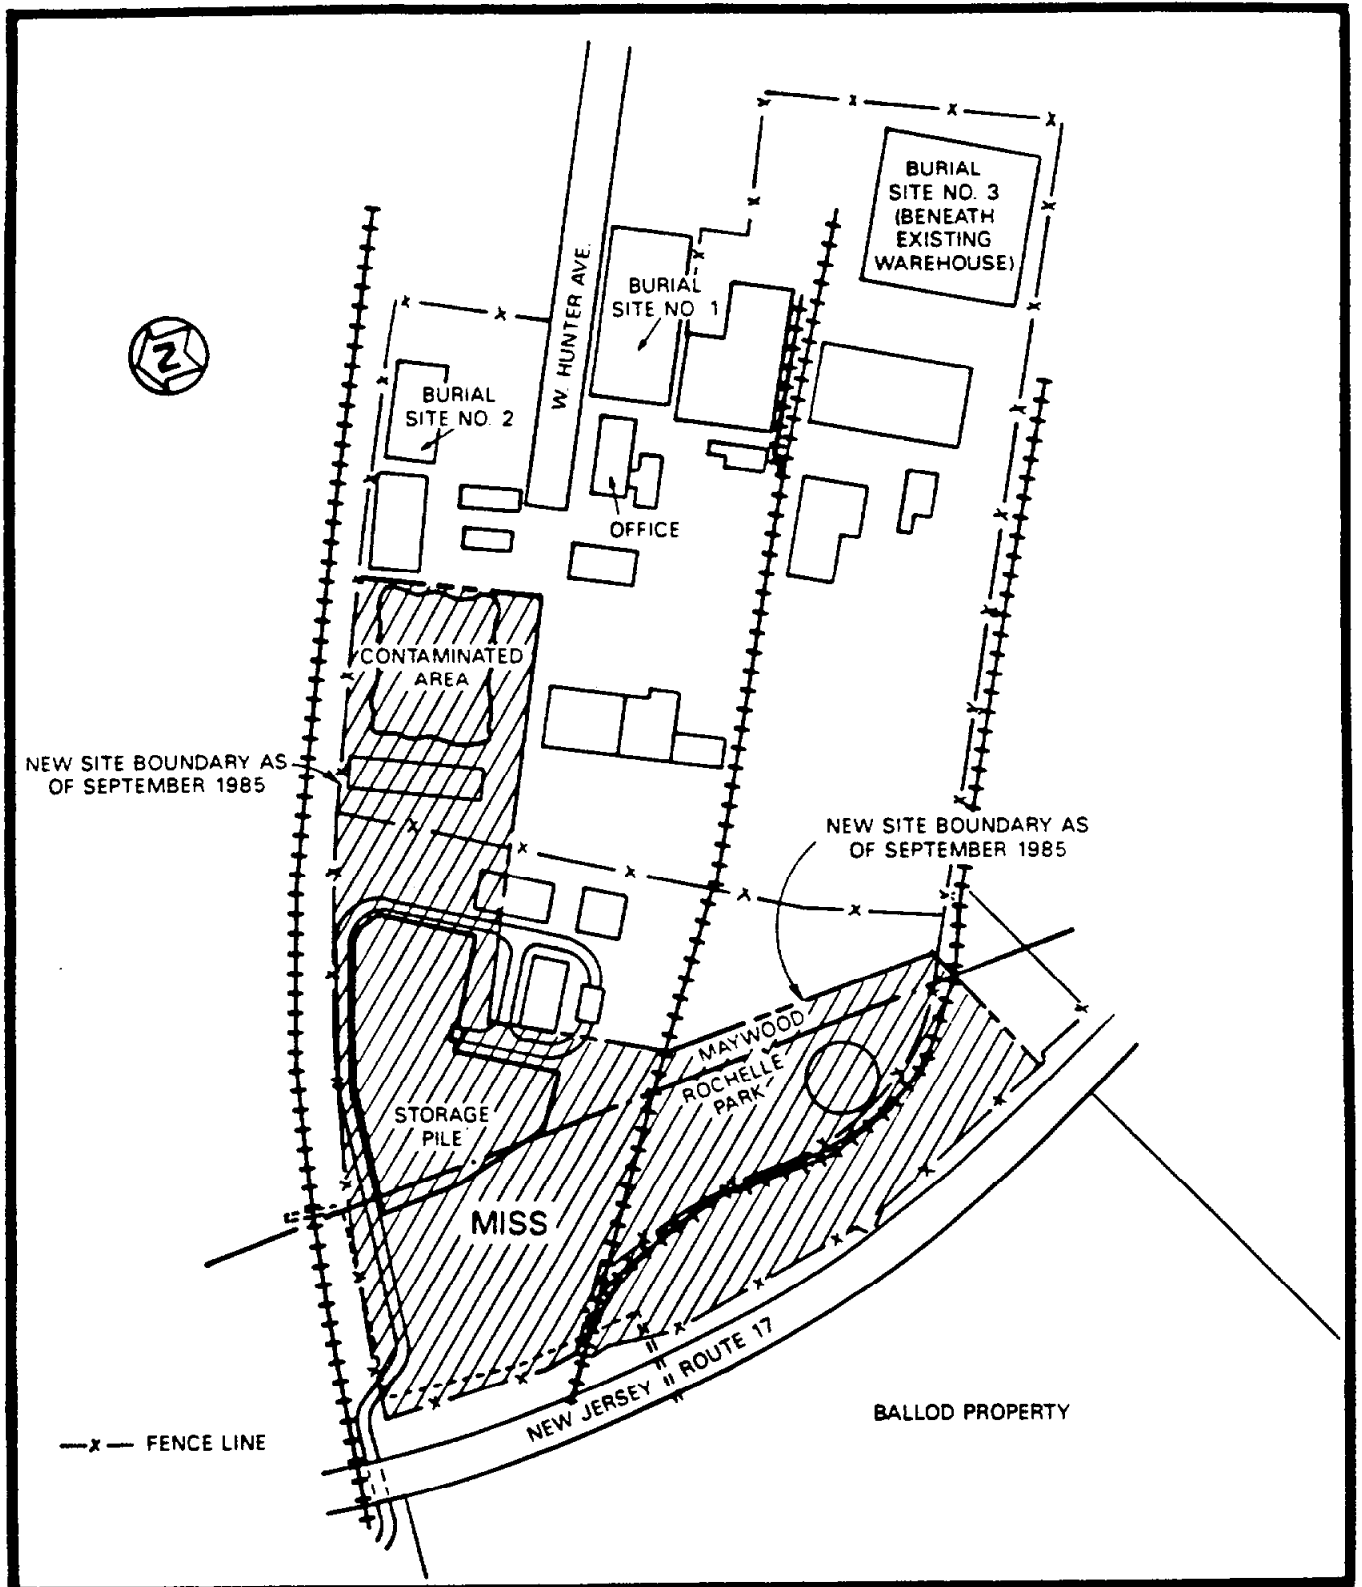 BURIAL
SITE NO. 3
(BENEATH
EXISTING
WAREHOUSE)
W. HUNTER AVE.
BURIAL
SITE NO. 1
N
BURIAL
SITE NO. 2
OFFICE
CONTAMINATED
AREA
NEW SITE BOUNDARY AS
OF SEPTEMBER 1985
NEW SITE BOUNDARY AS
OF SEPTEMBER 1985
MAYWOOD
ROCHELLE
PARK
STORAGE
PILE
MISS
NEW JERSEY ROUTE 17
BALLOD PROPERTY
—x— FENCE LINE